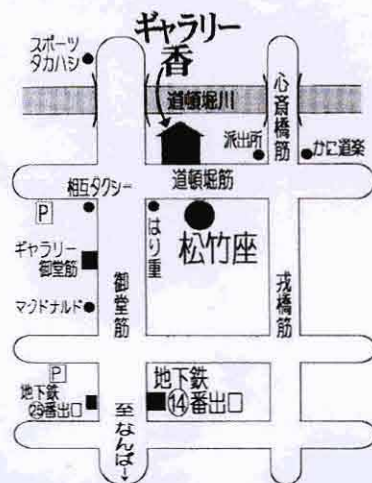 ギャラリー
香
スポーツ
タカハシ
道頓堀川
心斎橋筋
派出所
かに道楽
相互タクシー
道頓堀筋
P
はり重
松竹座
ギャラリー
御堂筋
御堂筋
戎橋筋
マクドナルド
P
地下鉄
㉕番出口
地下鉄
⑭番出口
至なんば→